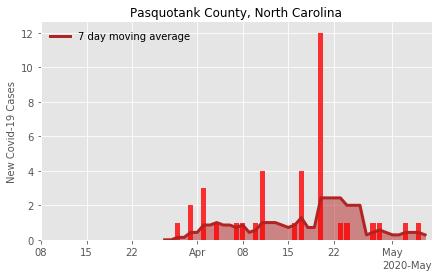 Pasquotank County, North Carolina
7 day moving average
New Covid-19 Cases
12
10
8
6
4
2
0
08 15 22 Apr 08 15 22 May
2020-May